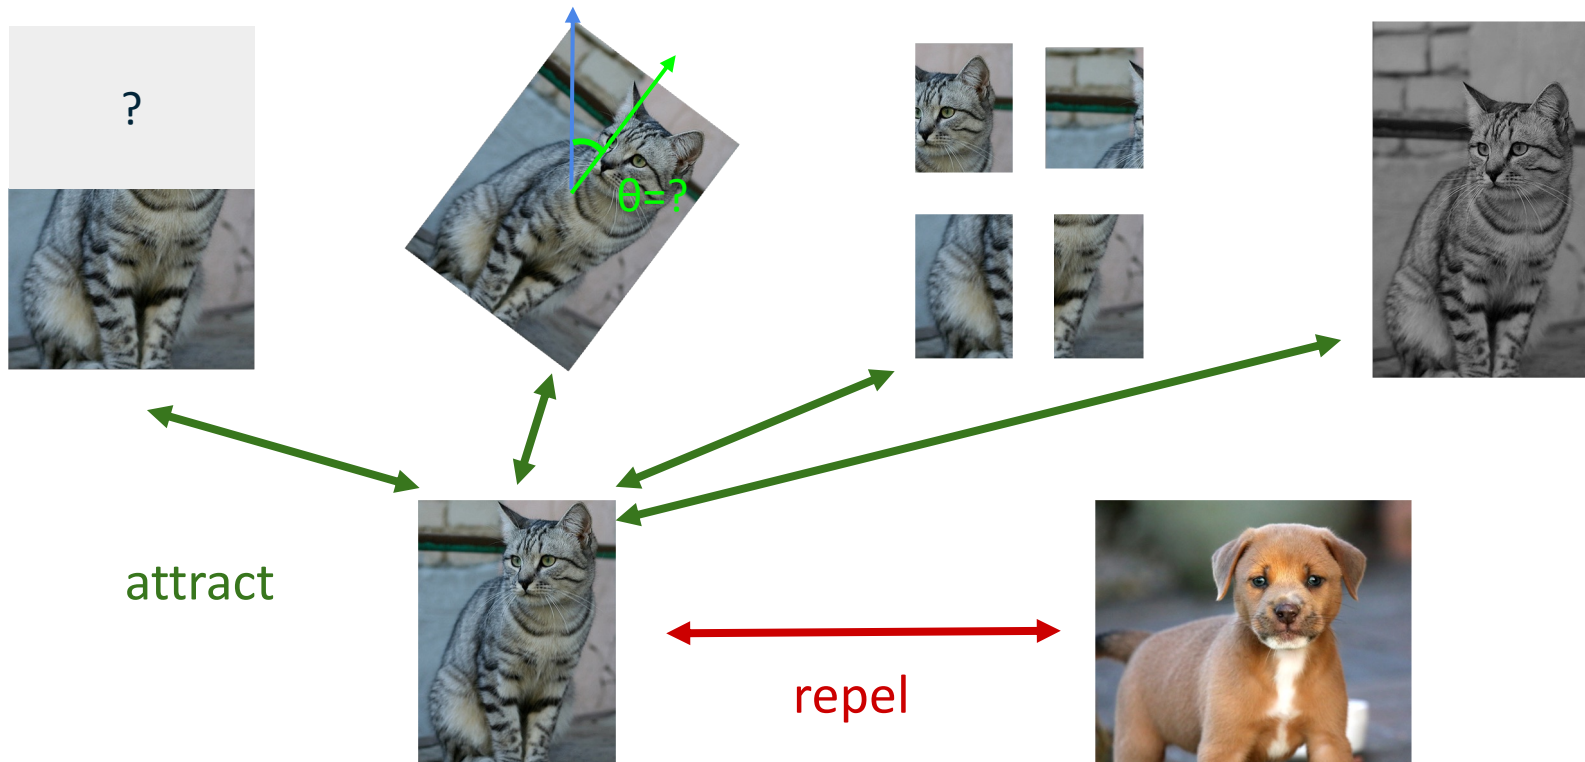 ?
θ=?
attract
repel